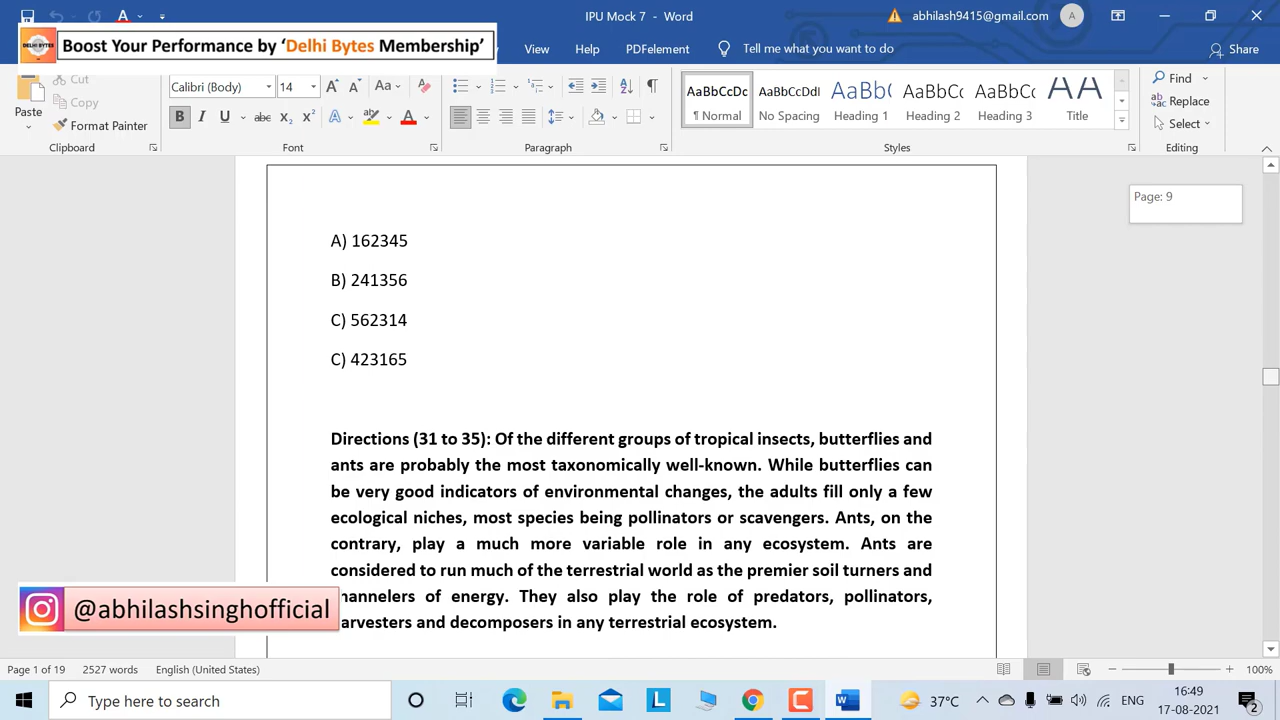 IPU Mock 7 - Word
abhilash9415@gmail.com
A
Boost Your Performance by ‘Delhi Bytes Membership’
DELHI BYTES
View
Help
PDFelement
Tell me what you want to do
Share
Cut
Copy
Format Painter
Paste
Clipboard
Calibri (Body)
14
Font
Paragraph
AaBbCcDc
¶ Normal
AaBbCcDdI
No Spacing
AaBb(
Heading 1
AaBbCc
Heading 2
AaBbCc
Heading 3
AA
Title
Styles
Find
Replace
Select
Editing
Page: 9
A) 162345
B) 241356
C) 562314
C) 423165
Directions (31 to 35): Of the different groups of tropical insects, butterflies and
ants are probably the most taxonomically well-known. While butterflies can
be very good indicators of environmental changes, the adults fill only a few
ecological niches, most species being pollinators or scavengers. Ants, on the
contrary, play a much more variable role in any ecosystem. Ants are
considered to run much of the terrestrial world as the premier soil turners and
hannelers of energy. They also play the role of predators, pollinators,
arvesters and decomposers in any terrestrial ecosystem.
@abhilashsinghofficial
Page 1 of 19
2527 words
English (United States)
100%
Type here to search
37°C
ENG
16:49
17-08-2021
2